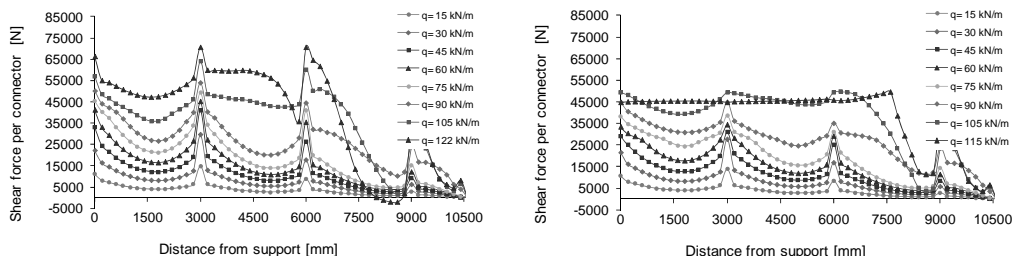 85000
75000
65000
55000
45000
35000
25000
15000
5000
-5000
Shear force per connector [N]
0 1500 3000 4500 6000 7500 9000 10500
Distance from support [mm]
q= 15 kN/m
q= 30 kN/m
q= 45 kN/m
q= 60 kN/m
q= 75 kN/m
q= 90 kN/m
q= 105 kN/m
q= 122 kN/m
85000
75000
65000
55000
45000
35000
25000
15000
5000
-5000
Shear force per connector [N]
0 1500 3000 4500 6000 7500 9000 10500
Distance from support [mm]
q= 15 kN/m
q= 30 kN/m
q= 45 kN/m
q= 60 kN/m
q= 75 kN/m
q= 90 kN/m
q= 105 kN/m
q= 115 kN/m